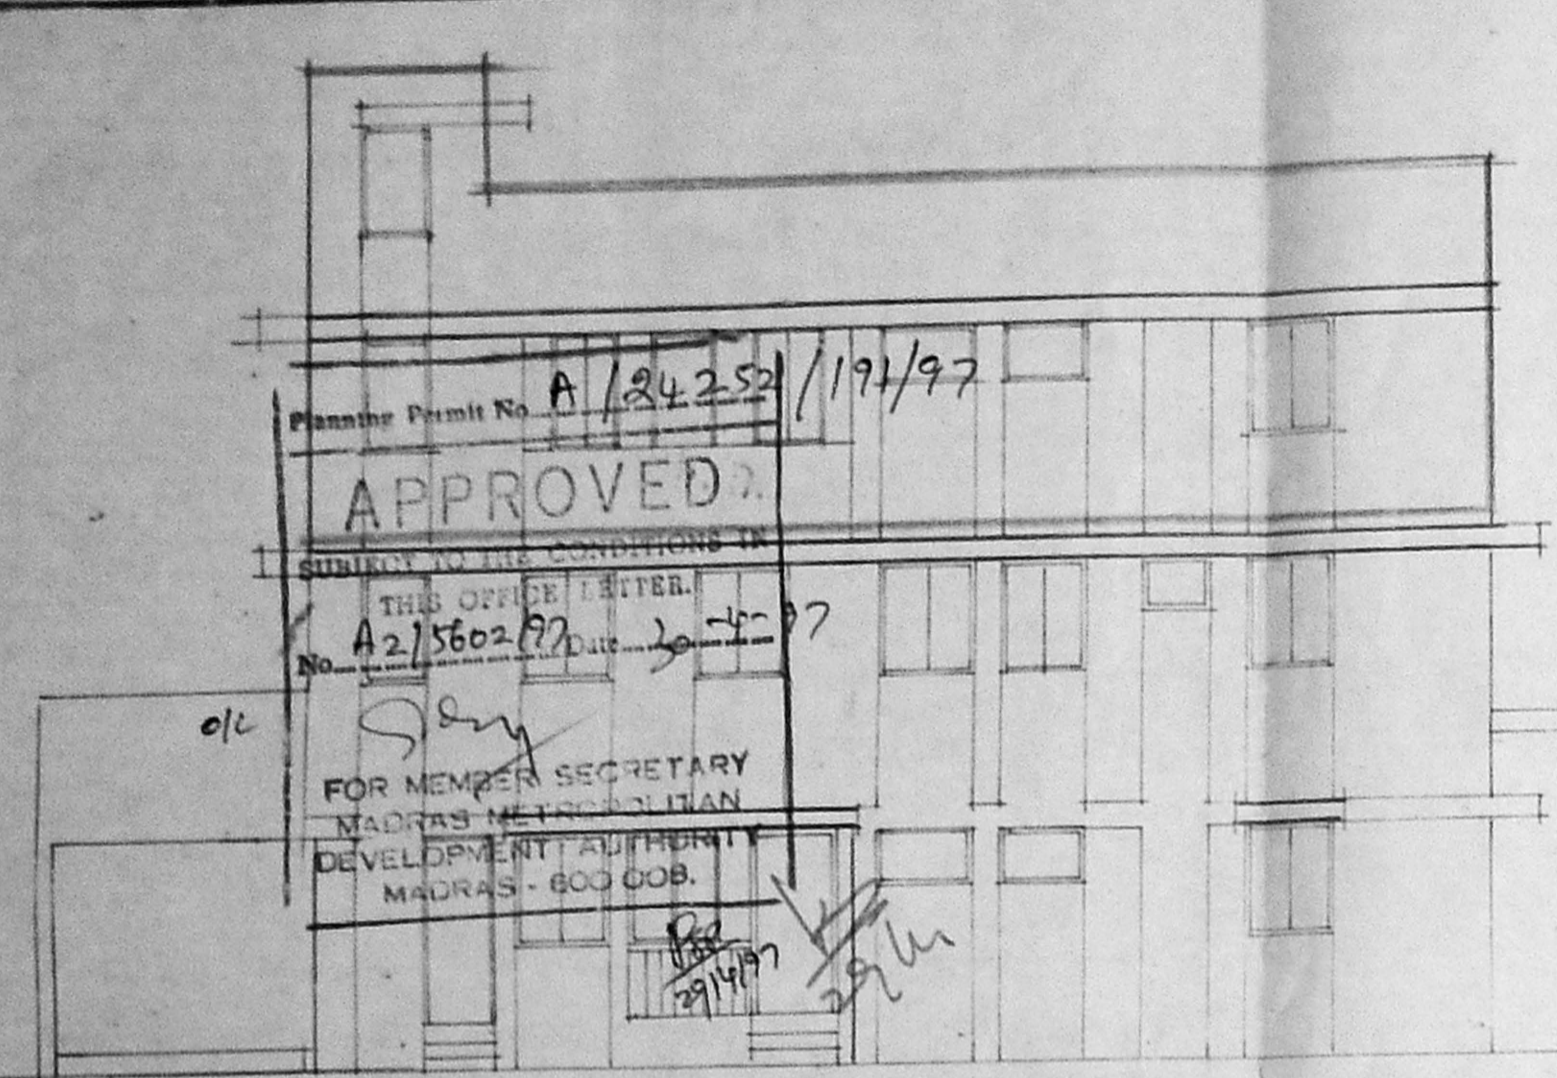 Planning Permit No. A/24252/191/97
APPROVED
SUBJECT TO THE CONDITIONS IN
THIS OFFICE LETTER.
No. A2/5602/97 Date 30-4-97
o/c
FOR MEMBER SECRETARY
MADRAS METROPOLITAN
DEVELOPMENT AUTHORITY
MADRAS - 600 008.
29/4/97